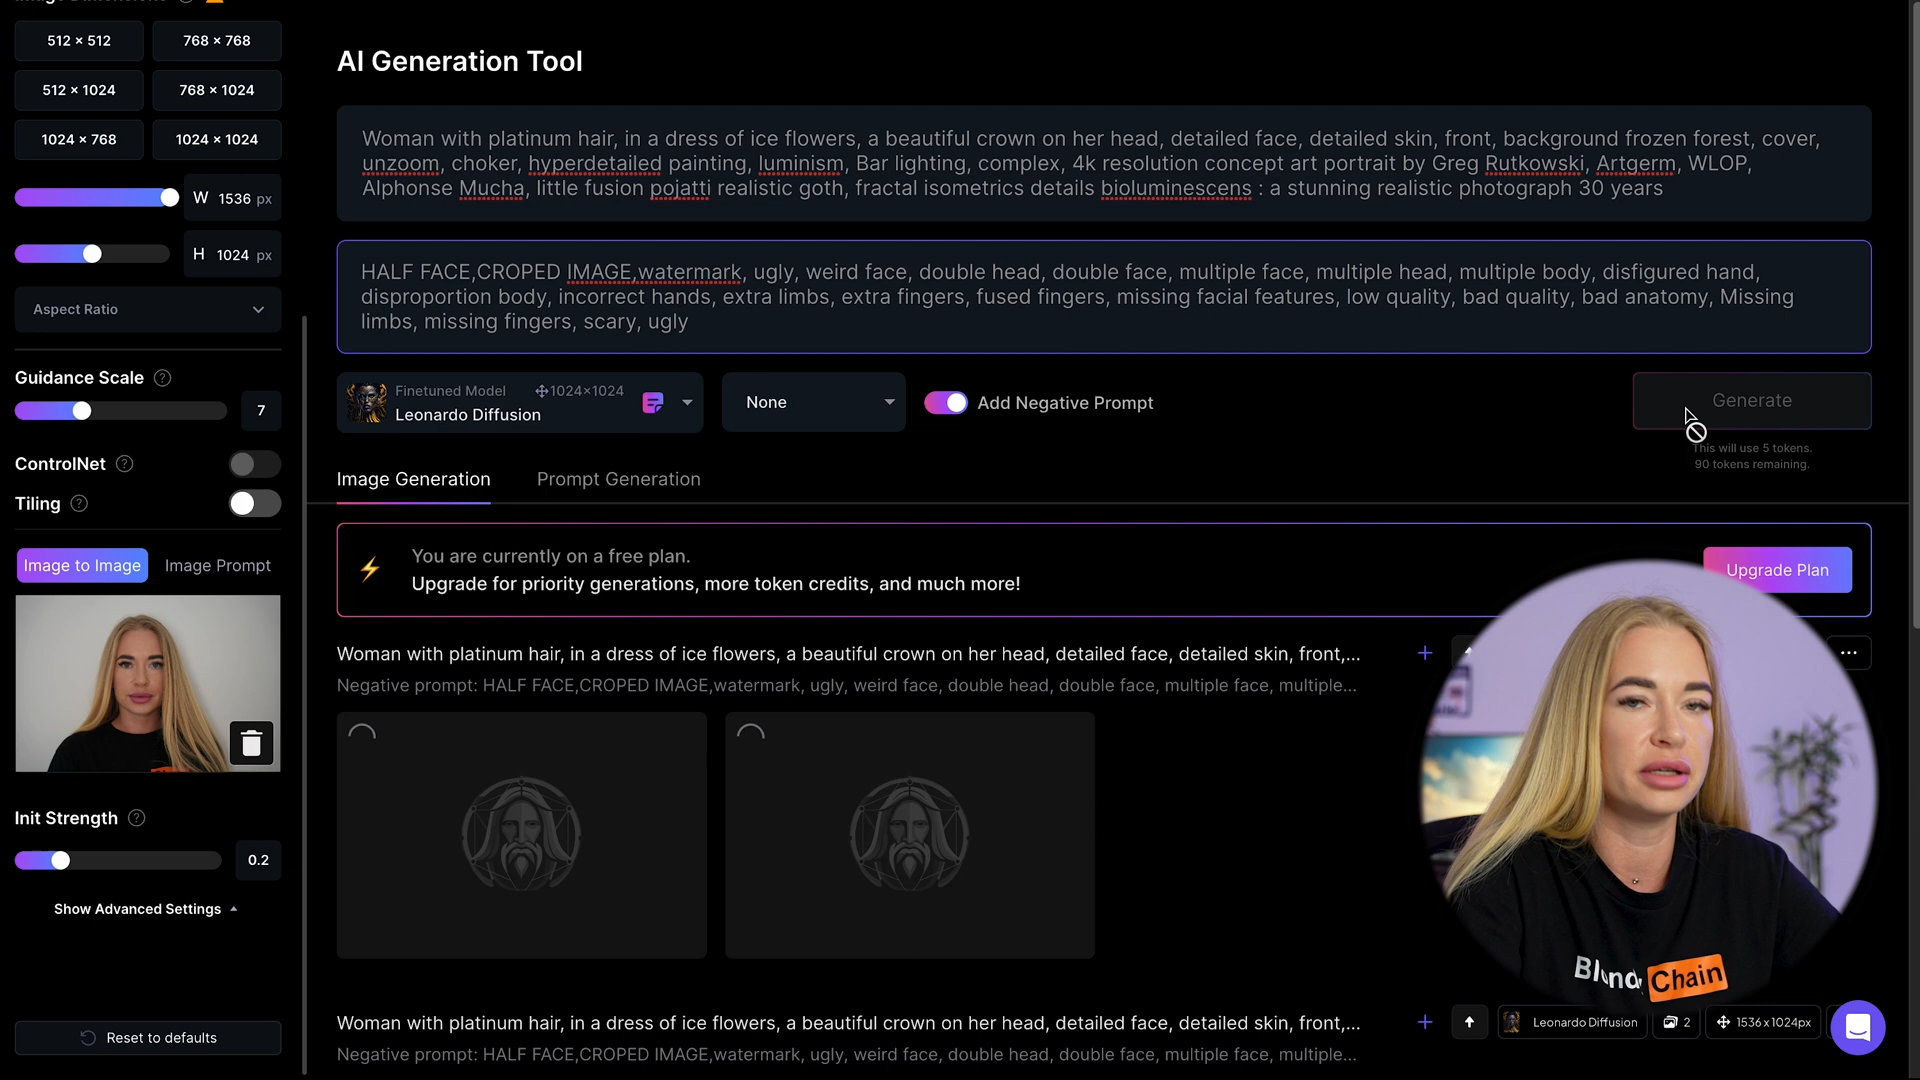 512 × 512
768 × 768
512 × 1024
768 × 1024
1024 × 768
1024 × 1024
W 1536 px
H 1024 px
Aspect Ratio
Guidance Scale ?
7
ControlNet ?
Tiling ?
Image to Image
Image Prompt
Init Strength ?
0.2
Show Advanced Settings
Reset to defaults
AI Generation Tool
Woman with platinum hair, in a dress of ice flowers, a beautiful crown on her head, detailed face, detailed skin, front, background frozen forest, cover,
unzoom, choker, hyperdetailed painting, luminism, Bar lighting, complex, 4k resolution concept art portrait by Greg Rutkowski, Artgerm, WLOP,
Alphonse Mucha, little fusion pojatti realistic goth, fractal isometrics details bioluminescens : a stunning realistic photograph 30 years
HALF FACE,CROPED IMAGE,watermark, ugly, weird face, double head, double face, multiple face, multiple head, multiple body, disfigured hand,
disproportion body, incorrect hands, extra limbs, extra fingers, fused fingers, missing facial features, low quality, bad quality, bad anatomy, Missing
limbs, missing fingers, scary, ugly
Finetuned Model
1024×1024
Leonardo Diffusion
None
Add Negative Prompt
Generate
This will use 5 tokens.
90 tokens remaining.
Image Generation
Prompt Generation
You are currently on a free plan.
Upgrade for priority generations, more token credits, and much more!
Upgrade Plan
Woman with platinum hair, in a dress of ice flowers, a beautiful crown on her head, detailed face, detailed skin, front,...
Negative prompt: HALF FACE,CROPED IMAGE,watermark, ugly, weird face, double head, double face, multiple face, multiple...
Chain
Woman with platinum hair, in a dress of ice flowers, a beautiful crown on her head, detailed face, detailed skin, front,...
Leonardo Diffusion
2
1536x1024px
Negative prompt: HALF FACE,CROPED IMAGE,watermark, ugly, weird face, double head, double face, multiple face, multiple...